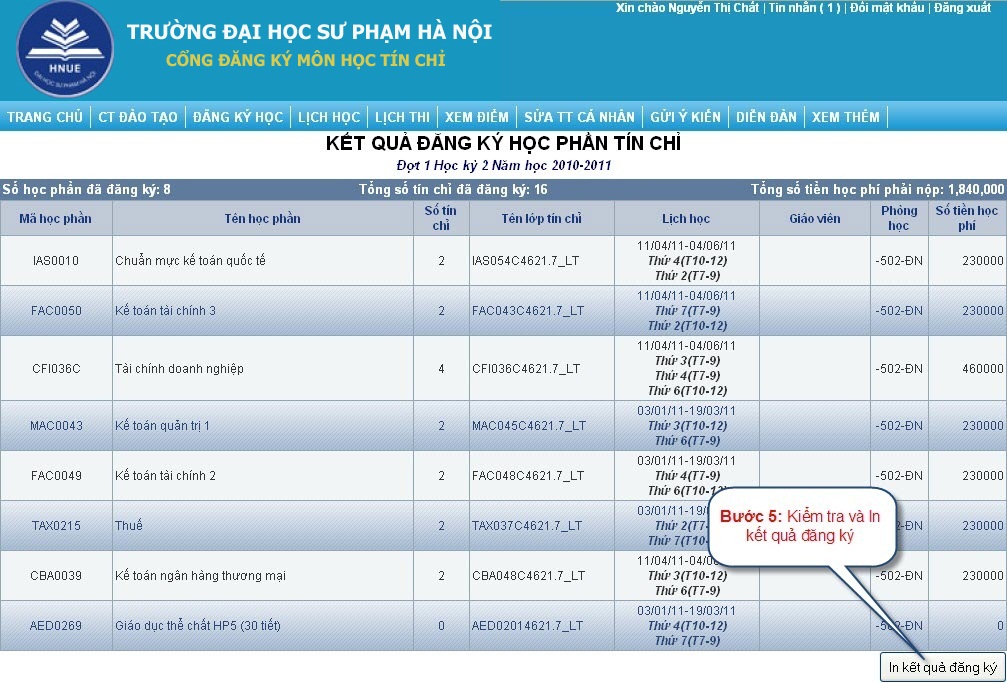 Xin chào Nguyễn Thị Chát | Tin nhắn ( 1 ) | Đổi mật khẩu | Đăng xuất
TRƯỜNG ĐẠI HỌC SƯ PHẠM HÀ NỘI
CỔNG ĐĂNG KÝ MÔN HỌC TÍN CHỈ
HNUE
ĐẠI HỌC SƯ PHẠM HÀ NỘI
TRANG CHỦ | CT ĐÀO TẠO | ĐĂNG KÝ HỌC | LỊCH HỌC | LỊCH THI | XEM ĐIỂM | SỬA TT CÁ NHÂN | GỬI Ý KIẾN | DIỄN ĐÀN | XEM THÊM
KẾT QUẢ ĐĂNG KÝ HỌC PHẦN TÍN CHỈ
Đợt 1 Học kỳ 2 Năm học 2010-2011
Số học phần đã đăng ký: 8 Tổng số tín chỉ đã đăng ký: 16 Tổng số tiền học phí phải nộp: 1,840,000
Mã học phần Tên học phần Số tín chỉ Tên lớp tín chỉ Lịch học Giáo viên Phòng học Số tiền học phí
IAS0010 Chuẩn mực kế toán quốc tế 2 IAS054C4621.7_LT 11/04/11-04/06/11 -502-ĐN 230000
Thứ 4(T10-12)
Thứ 2(T7-9)
FAC0050 Kế toán tài chính 3 2 FAC043C4621.7_LT 11/04/11-04/06/11 -502-ĐN 230000
Thứ 7(T7-9)
Thứ 2(T10-12)
CFI036C Tài chính doanh nghiệp 4 CFI036C4621.7_LT 11/04/11-04/06/11 -502-ĐN 460000
Thứ 3(T7-9)
Thứ 4(T7-9)
Thứ 6(T10-12)
MAC0043 Kế toán quản trị 1 2 MAC045C4621.7_LT 03/01/11-19/03/11 -502-ĐN 230000
Thứ 3(T10-12)
Thứ 6(T7-9)
FAC0049 Kế toán tài chính 2 2 FAC048C4621.7_LT 03/01/11-19/03/11 -502-ĐN 230000
Thứ 4(T7-9)
Thứ 6(T10-12)
TAX0215 Thuế 2 TAX037C4621.7_LT 03/01/11-19/0 2-ĐN 230000
Thứ 2(T7-
Thứ 7(T10-
CBA0039 Kế toán ngân hàng thương mại 2 CBA048C4621.7_LT 11/04/11-04/0 -502-ĐN 230000
Thứ 3(T10-12)
Thứ 6(T7-9)
AED0269 Giáo dục thể chất HP5 (30 tiết) 0 AED02014621.7_LT 03/01/11-19/03/11 -502-ĐN 0
Thứ 4(T10-12)
Thứ 7(T7-9)
Bước 5: Kiểm tra và In
kết quả đăng ký
In kết quả đăng ký